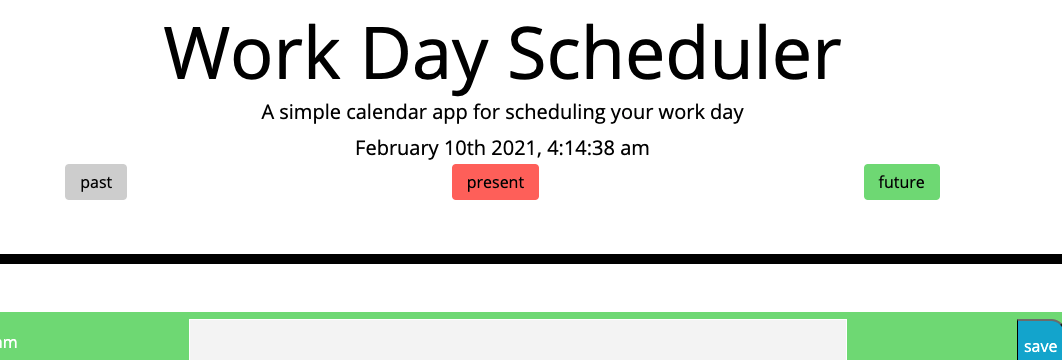 Work Day Scheduler
A simple calendar app for scheduling your work day
February 10th 2021, 4:14:38 am
past present future
save